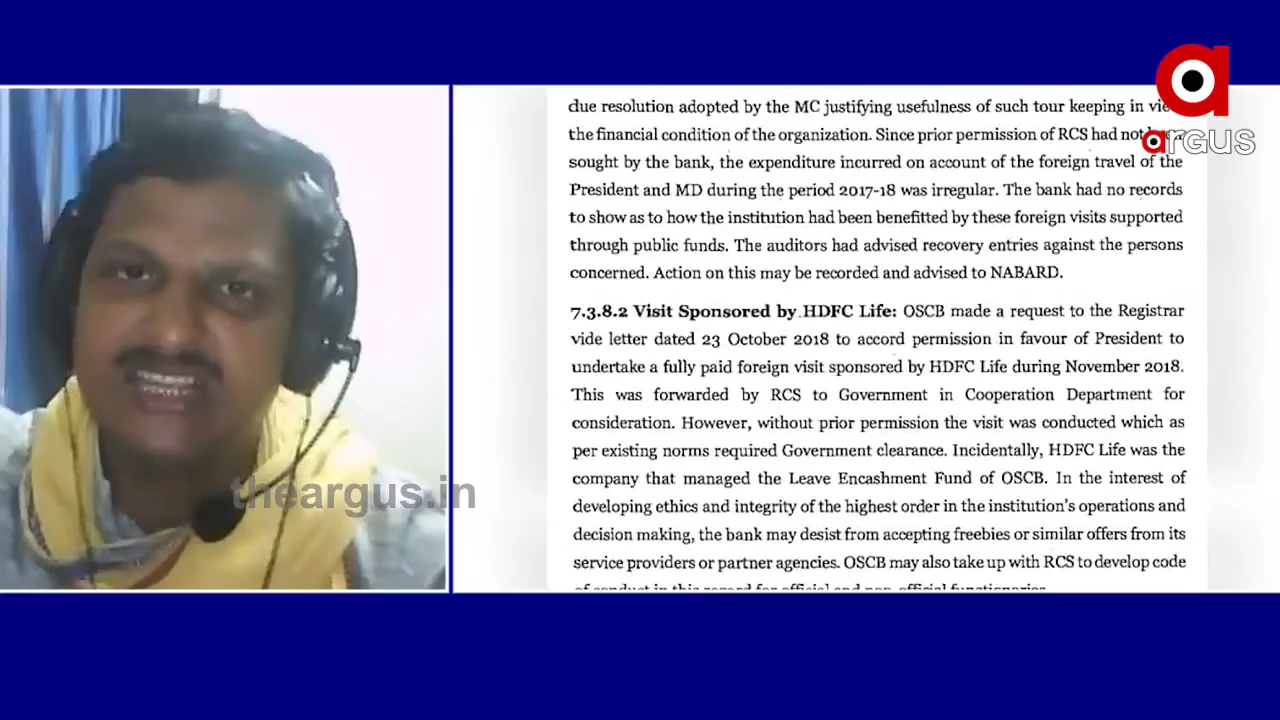 due resolution adopted by the MC justifying usefulness of such tour keeping in
the financial condition of the organization. Since prior permission of RCS had not
sought by the bank, the expenditure incurred on account of the foreign travel of the
President and MD during the period 2017-18 was irregular. The bank had no records
to show as to how the institution had been benefitted by these foreign visits supported
through public funds. The auditors had advised recovery entries against the persons
concerned. Action on this may be recorded and advised to NABARD.
7.3.8.2 Visit Sponsored by HDFC Life: OSCB made a request to the Registrar
vide letter dated 23 October 2018 to accord permission in favour of President to
undertake a fully paid foreign visit sponsored by HDFC Life during November 2018.
This was forwarded by RCS to Government in Cooperation Department for
consideration. However, without prior permission the visit was conducted which as
per existing norms required Government clearance. Incidentally, HDFC Life was the
company that managed the Leave Encashment Fund of OSCB. In the interest of
developing ethics and integrity of the highest order in the institution's operations and
decision making, the bank may desist from accepting freebies or similar offers from its
service providers or partner agencies. OSCB may also take up with RCS to develop code
argus
theargus.in